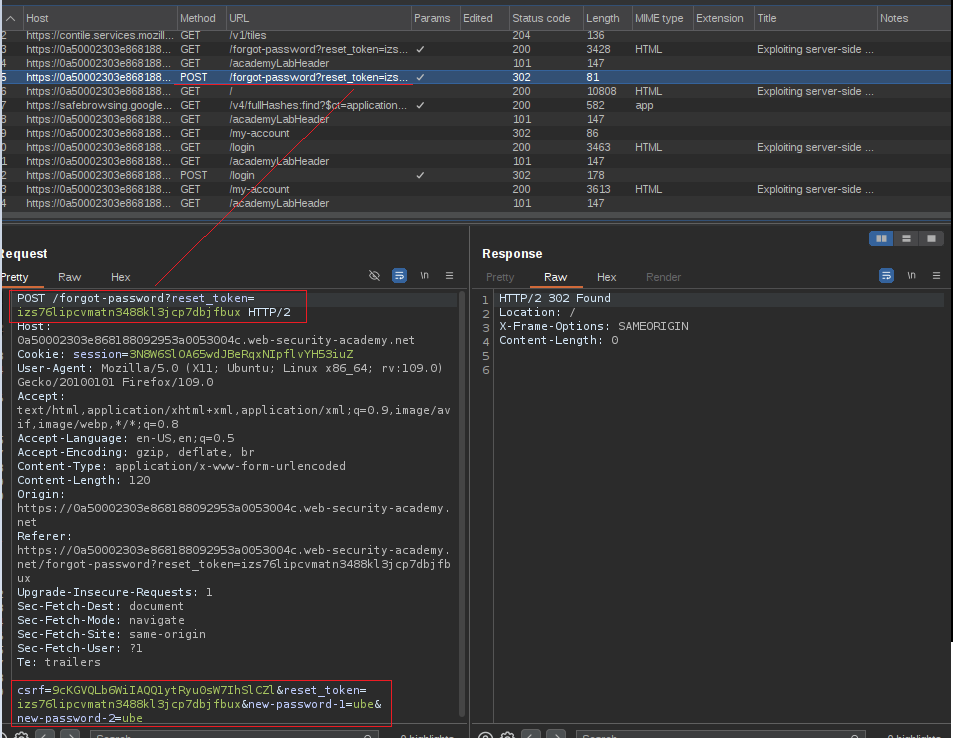 Host Method URL Params Edited Status code Length MIME type Extension Title Notes
2 https://contile.services.mozill... GET /v1/tiles 204 136
3 https://0a50002303e868188... GET /forgot-password?reset_token=izs... ✓ 200 3428 HTML Exploiting server-side ...
4 https://0a50002303e868188... GET /academyLabHeader 101 147
5 https://0a50002303e868188... POST /forgot-password?reset_token=izs... ✓ 302 81
6 https://0a50002303e868188... GET / 200 10808 HTML Exploiting server-side ...
7 https://safebrowsing.google... GET /v4/fullHashes:find?$ct=application... ✓ 200 582 app
8 https://0a50002303e868188... GET /academyLabHeader 101 147
9 https://0a50002303e868188... GET /my-account 302 86
0 https://0a50002303e868188... GET /login 200 3463 HTML Exploiting server-side ...
1 https://0a50002303e868188... GET /academyLabHeader 101 147
2 https://0a50002303e868188... POST /login ✓ 302 178
3 https://0a50002303e868188... GET /my-account 200 3613 HTML Exploiting server-side ...
4 https://0a50002303e868188... GET /academyLabHeader 101 147
Request
Pretty Raw Hex \n
POST /forgot-password?reset_token=
izs76lipcvmatn3488kl3jcp7dbjfbux HTTP/2
Host:
0a50002303e868188092953a0053004c.web-security-academy.net
Cookie: session=3N8W6SlOA65wdJBeRqxNIpflvYH53iuZ
User-Agent: Mozilla/5.0 (X11; Ubuntu; Linux x86_64; rv:109.0)
Gecko/20100101 Firefox/109.0
Accept:
text/html,application/xhtml+xml,application/xml;q=0.9,image/av
if,image/webp,*/*;q=0.8
Accept-Language: en-US,en;q=0.5
Accept-Encoding: gzip, deflate, br
Content-Type: application/x-www-form-urlencoded
Content-Length: 120
Origin:
https://0a50002303e868188092953a0053004c.web-security-academy.
net
Referer:
https://0a50002303e868188092953a0053004c.web-security-academy.
net/forgot-password?reset_token=izs76lipcvmatn3488kl3jcp7dbjfb
ux
Upgrade-Insecure-Requests: 1
Sec-Fetch-Dest: document
Sec-Fetch-Mode: navigate
Sec-Fetch-Site: same-origin
Sec-Fetch-User: ?1
Te: trailers
csrf=9cKGVQLb6WiIAQQ1ytRyu0sW7IhSlCZl&reset_token=
izs76lipcvmatn3488kl3jcp7dbjfbux&new-password-1=ube&
new-password-2=ube
Search 0 highlights
Response
Pretty Raw Hex Render \n
1 HTTP/2 302 Found
2 Location: /
3 X-Frame-Options: SAMEORIGIN
4 Content-Length: 0
5
6
Search 0 highlights